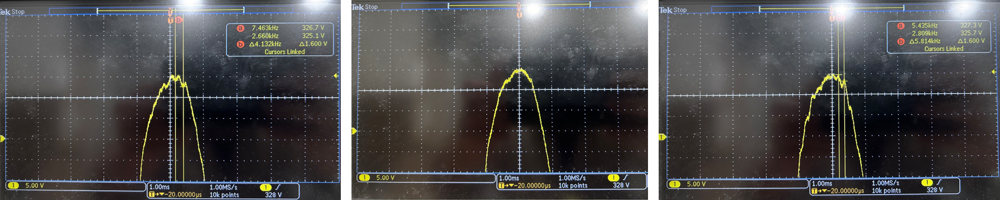 Tek Stop
T
T b
a 7.463kHz 326.7 V
2.660kHz 325.1 V
b Δ4.132kHz Δ1.600 V
Cursors Linked
1 5.00 V
1.00ms 1.00MS/s 1
T→▼-20.00000µs 10k points 328 V
Tek Stop
T
T
1 5.00 V
1.00ms 1.00MS/s 1
T→▼-20.00000µs 10k points 328 V
Tek Stop
T
T
a 5.435kHz 327.3 V
2.809kHz 325.7 V
b Δ5.814kHz Δ1.600 V
Cursors Linked
1
1 5.00 V
1.00ms 1.00MS/s 1
T→▼-20.00000µs 10k points 328 V